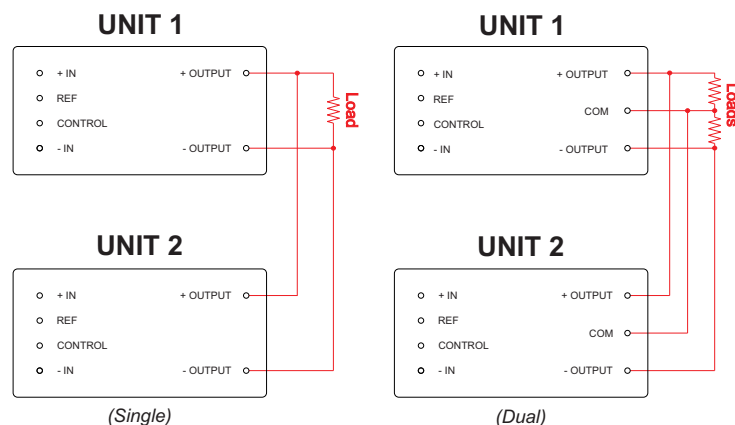 UNIT 1
+ IN
+ OUTPUT
REF
CONTROL
- IN
- OUTPUT
Load
UNIT 2
+ IN
+ OUTPUT
REF
CONTROL
- IN
- OUTPUT
(Single)
UNIT 1
+ IN
+ OUTPUT
REF
COM
CONTROL
- IN
- OUTPUT
Loads
UNIT 2
+ IN
+ OUTPUT
REF
COM
CONTROL
- IN
- OUTPUT
(Dual)